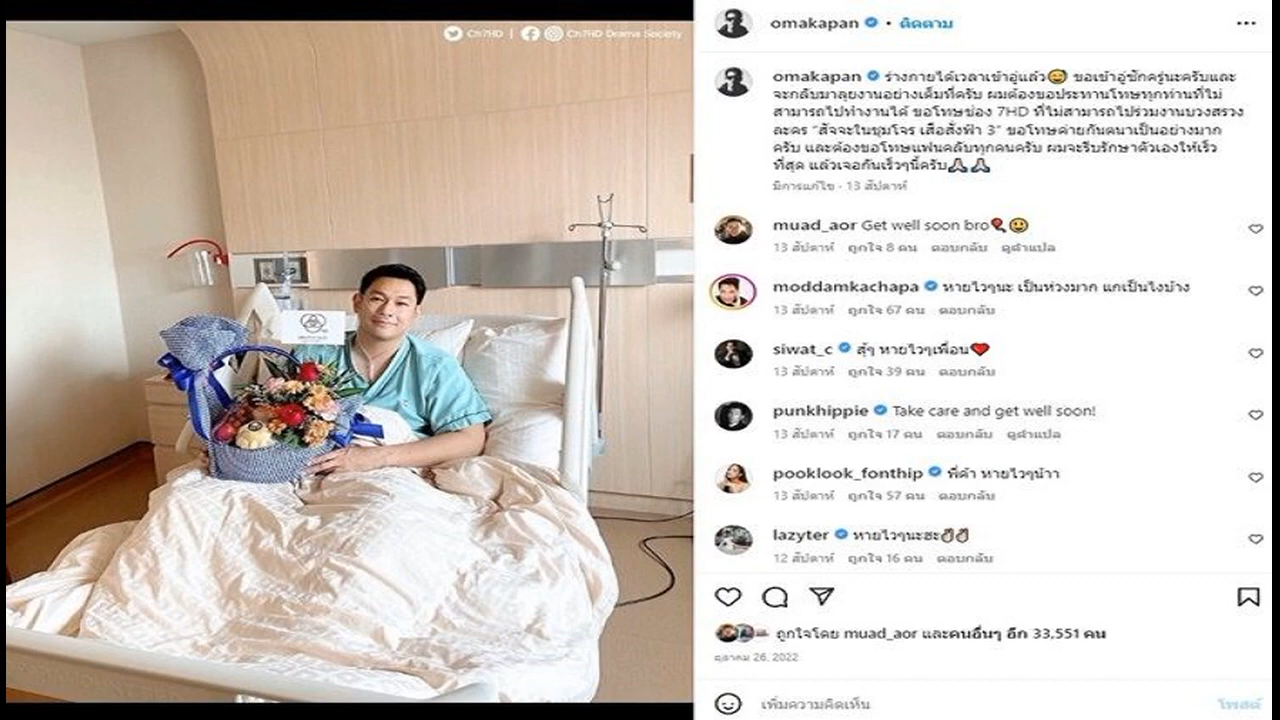 Ch7HD | Ch7HD Drama Society
omakapan • ติดตาม
omakapan ร่างกายได้เวลาเข้าอู่แล้ว😅 ขอเข้าอู่ซักครู่นะครับและ
จะกลับมาลุยงานอย่างเต็มที่ครับ ผมต้องขอประทานโทษทุกท่านที่ไม่
สามารถไปทำงานได้ ขอโทษช่อง 7HD ที่ไม่สามารถไปร่วมงานบวงสรวง
ละคร "สัจจะในชุมโจร เสือสั่งฟ้า 3" ขอโทษค่ายกันตนาเป็นอย่างมาก
ครับ และต้องขอโทษแฟนคลับทุกคนครับ ผมจะรีบรักษาตัวเองให้เร็ว
ที่สุด แล้วเจอกันเร็วๆนี้ครับ🙏🏻🙏🏻
มีการแก้ไข · 13 สัปดาห์
muad_aor Get well soon bro🎈🙂
13 สัปดาห์ ถูกใจ 8 คน ตอบกลับ ดูคำแปล
moddamkachapa หายไวๆนะ เป็นห่วงมาก แกเป็นไงบ้าง
13 สัปดาห์ ถูกใจ 67 คน ตอบกลับ
siwat_c สู้ๆ หายไวๆเพื่อน❤️
13 สัปดาห์ ถูกใจ 39 คน ตอบกลับ
punkhippie Take care and get well soon!
13 สัปดาห์ ถูกใจ 17 คน ตอบกลับ ดูคำแปล
pooklook_fonthip พี่ด้า หายไวๆน้าา
13 สัปดาห์ ถูกใจ 57 คน ตอบกลับ
lazyter หายไวๆนะฮะ✌🏽✌🏽
12 สัปดาห์ ถูกใจ 16 คน ตอบกลับ
ถูกใจโดย muad_aor และคนอื่นๆ อีก 33,551 คน
ตุลาคม 26, 2022
เพิ่มความคิดเห็น โพสต์